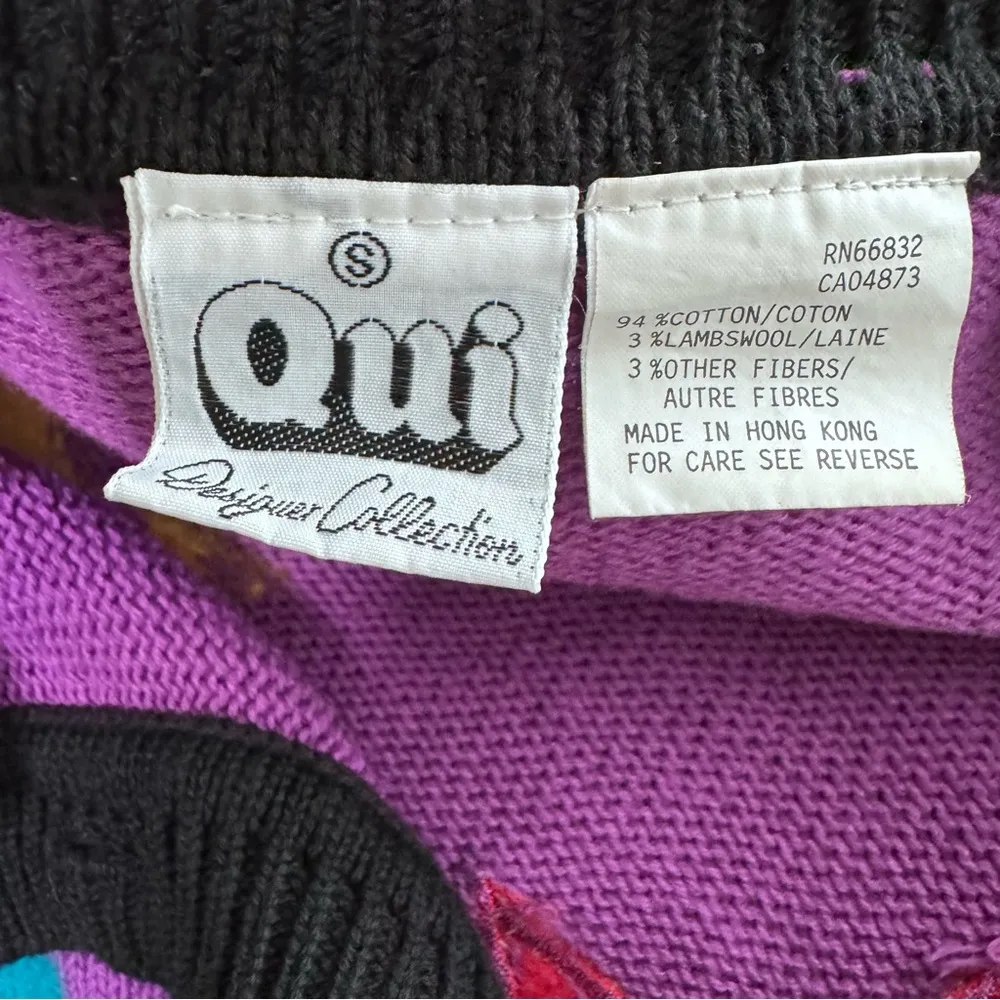 S
Qui
Designer Collection
RN66832
CA04873
94 %COTTON/COTON
3 %LAMBSWOOL/LAINE
3 %OTHER FIBERS/
AUTRE FIBRES
MADE IN HONG KONG
FOR CARE SEE REVERSE